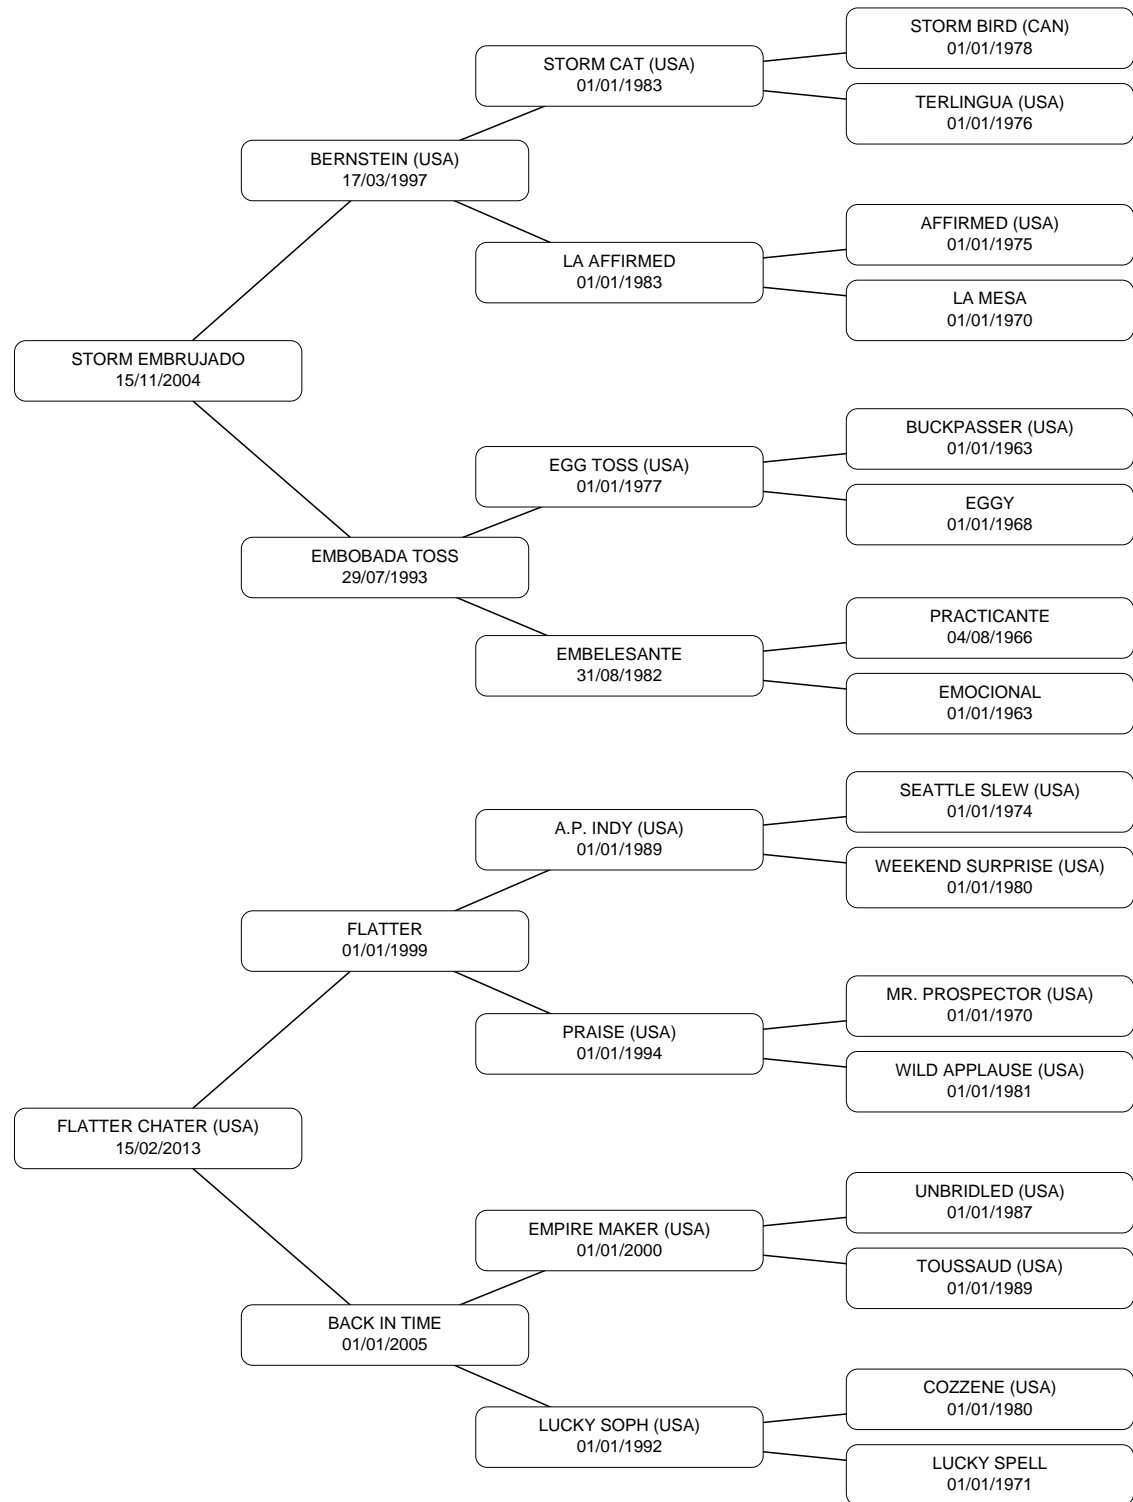 STORM BIRD (CAN)
01/01/1978
STORM CAT (USA)
01/01/1983
TERLINGUA (USA)
01/01/1976
BERNSTEIN (USA)
17/03/1997
AFFIRMED (USA)
01/01/1975
LA AFFIRMED
01/01/1983
LA MESA
01/01/1970
STORM EMBRUJADO
15/11/2004
BUCKPASSER (USA)
01/01/1963
EGG TOSS (USA)
01/01/1977
EGGY
01/01/1968
EMBOBADA TOSS
29/07/1993
PRACTICANTE
04/08/1966
EMBELESANTE
31/08/1982
EMOCIONAL
01/01/1963
SEATTLE SLEW (USA)
01/01/1974
A.P. INDY (USA)
01/01/1989
WEEKEND SURPRISE (USA)
01/01/1980
FLATTER
01/01/1999
MR. PROSPECTOR (USA)
01/01/1970
PRAISE (USA)
01/01/1994
WILD APPLAUSE (USA)
01/01/1981
FLATTER CHATER (USA)
15/02/2013
UNBRIDLED (USA)
01/01/1987
EMPIRE MAKER (USA)
01/01/2000
TOUSSAUD (USA)
01/01/1989
BACK IN TIME
01/01/2005
COZZENE (USA)
01/01/1980
LUCKY SOPH (USA)
01/01/1992
LUCKY SPELL
01/01/1971